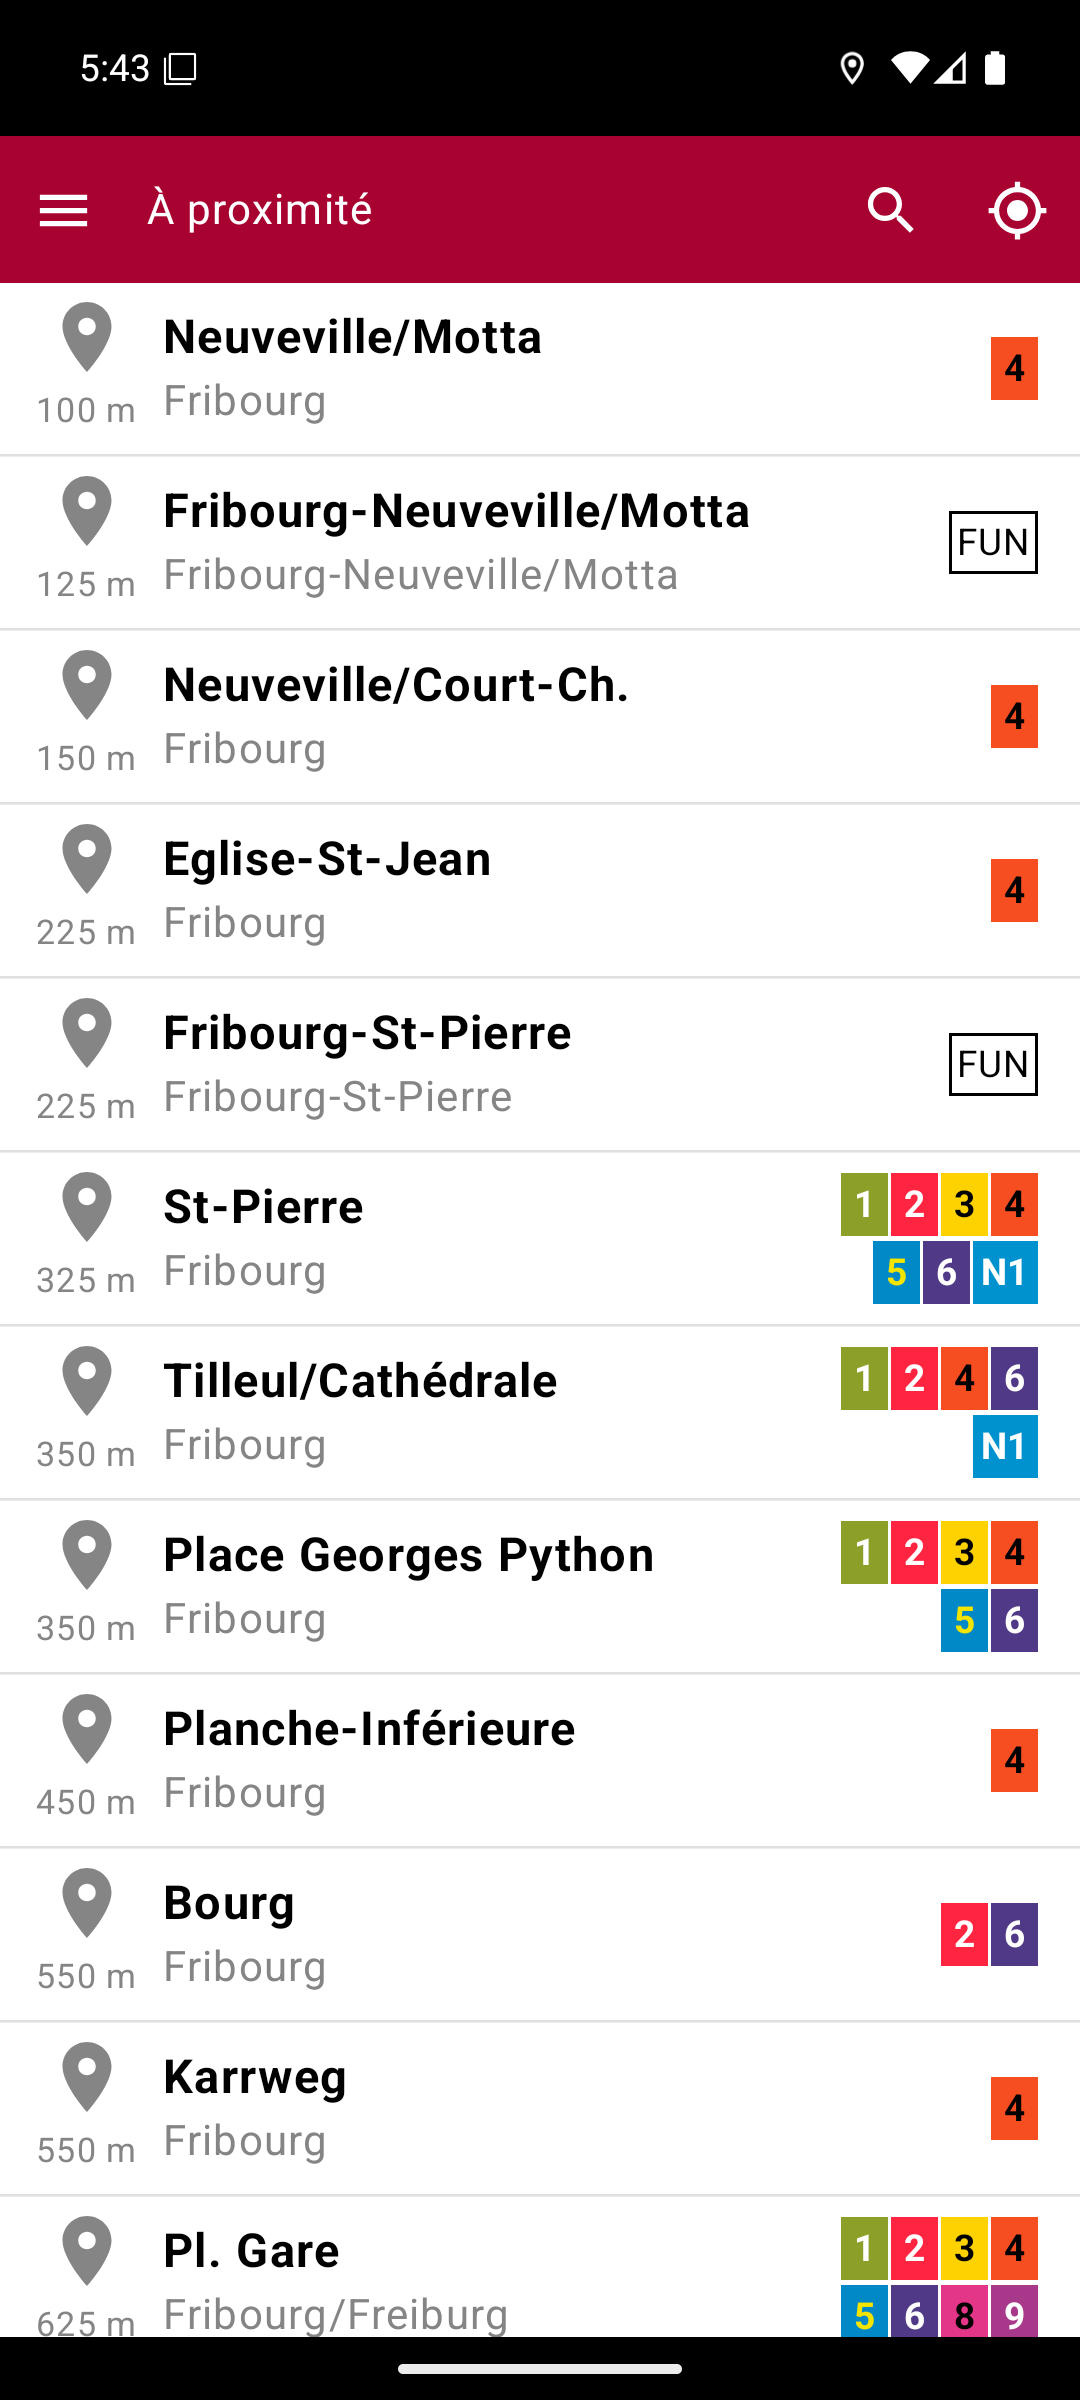 5:43
À proximité
Neuveville/Motta
4
100 m
Fribourg
Fribourg-Neuveville/Motta
FUN
125 m
Fribourg-Neuveville/Motta
Neuveville/Court-Ch.
4
150 m
Fribourg
Eglise-St-Jean
4
225 m
Fribourg
Fribourg-St-Pierre
FUN
225 m
Fribourg-St-Pierre
St-Pierre
1 2 3 4
5 6 N1
325 m
Fribourg
Tilleul/Cathédrale
1 2 4 6
N1
350 m
Fribourg
Place Georges Python
1 2 3 4
5 6
350 m
Fribourg
Planche-Inférieure
4
450 m
Fribourg
Bourg
2 6
550 m
Fribourg
Karrweg
4
550 m
Fribourg
Pl. Gare
1 2 3 4
5 6 8 9
625 m
Fribourg/Freiburg